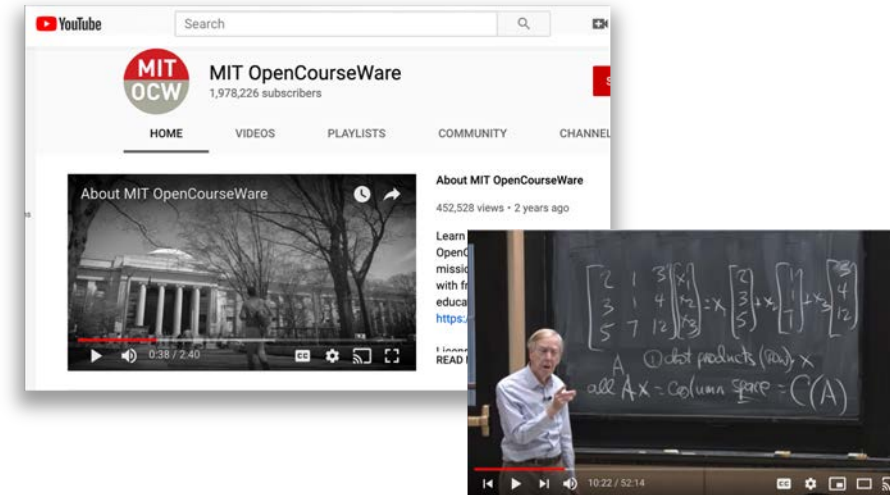 YouTube
Search
MIT
OCW
MIT OpenCourseWare
1,978,226 subscribers
HOME VIDEOS PLAYLISTS COMMUNITY CHANNEL
About MIT OpenCourseWare
0:38 / 2:40
CC
About MIT OpenCourseWare
452,528 views • 2 years ago
Learn
OpenC
missio
with fr
educa
https:/
READ
2 1 3 x1 = x1 2 + x2 1 + x3 3
3 1 4 x2 3 1 4
5 7 12 x3 5 7 12
A ① dot products (row)·x
all Ax = Column space = C(A)
10:22 / 52:14
CC